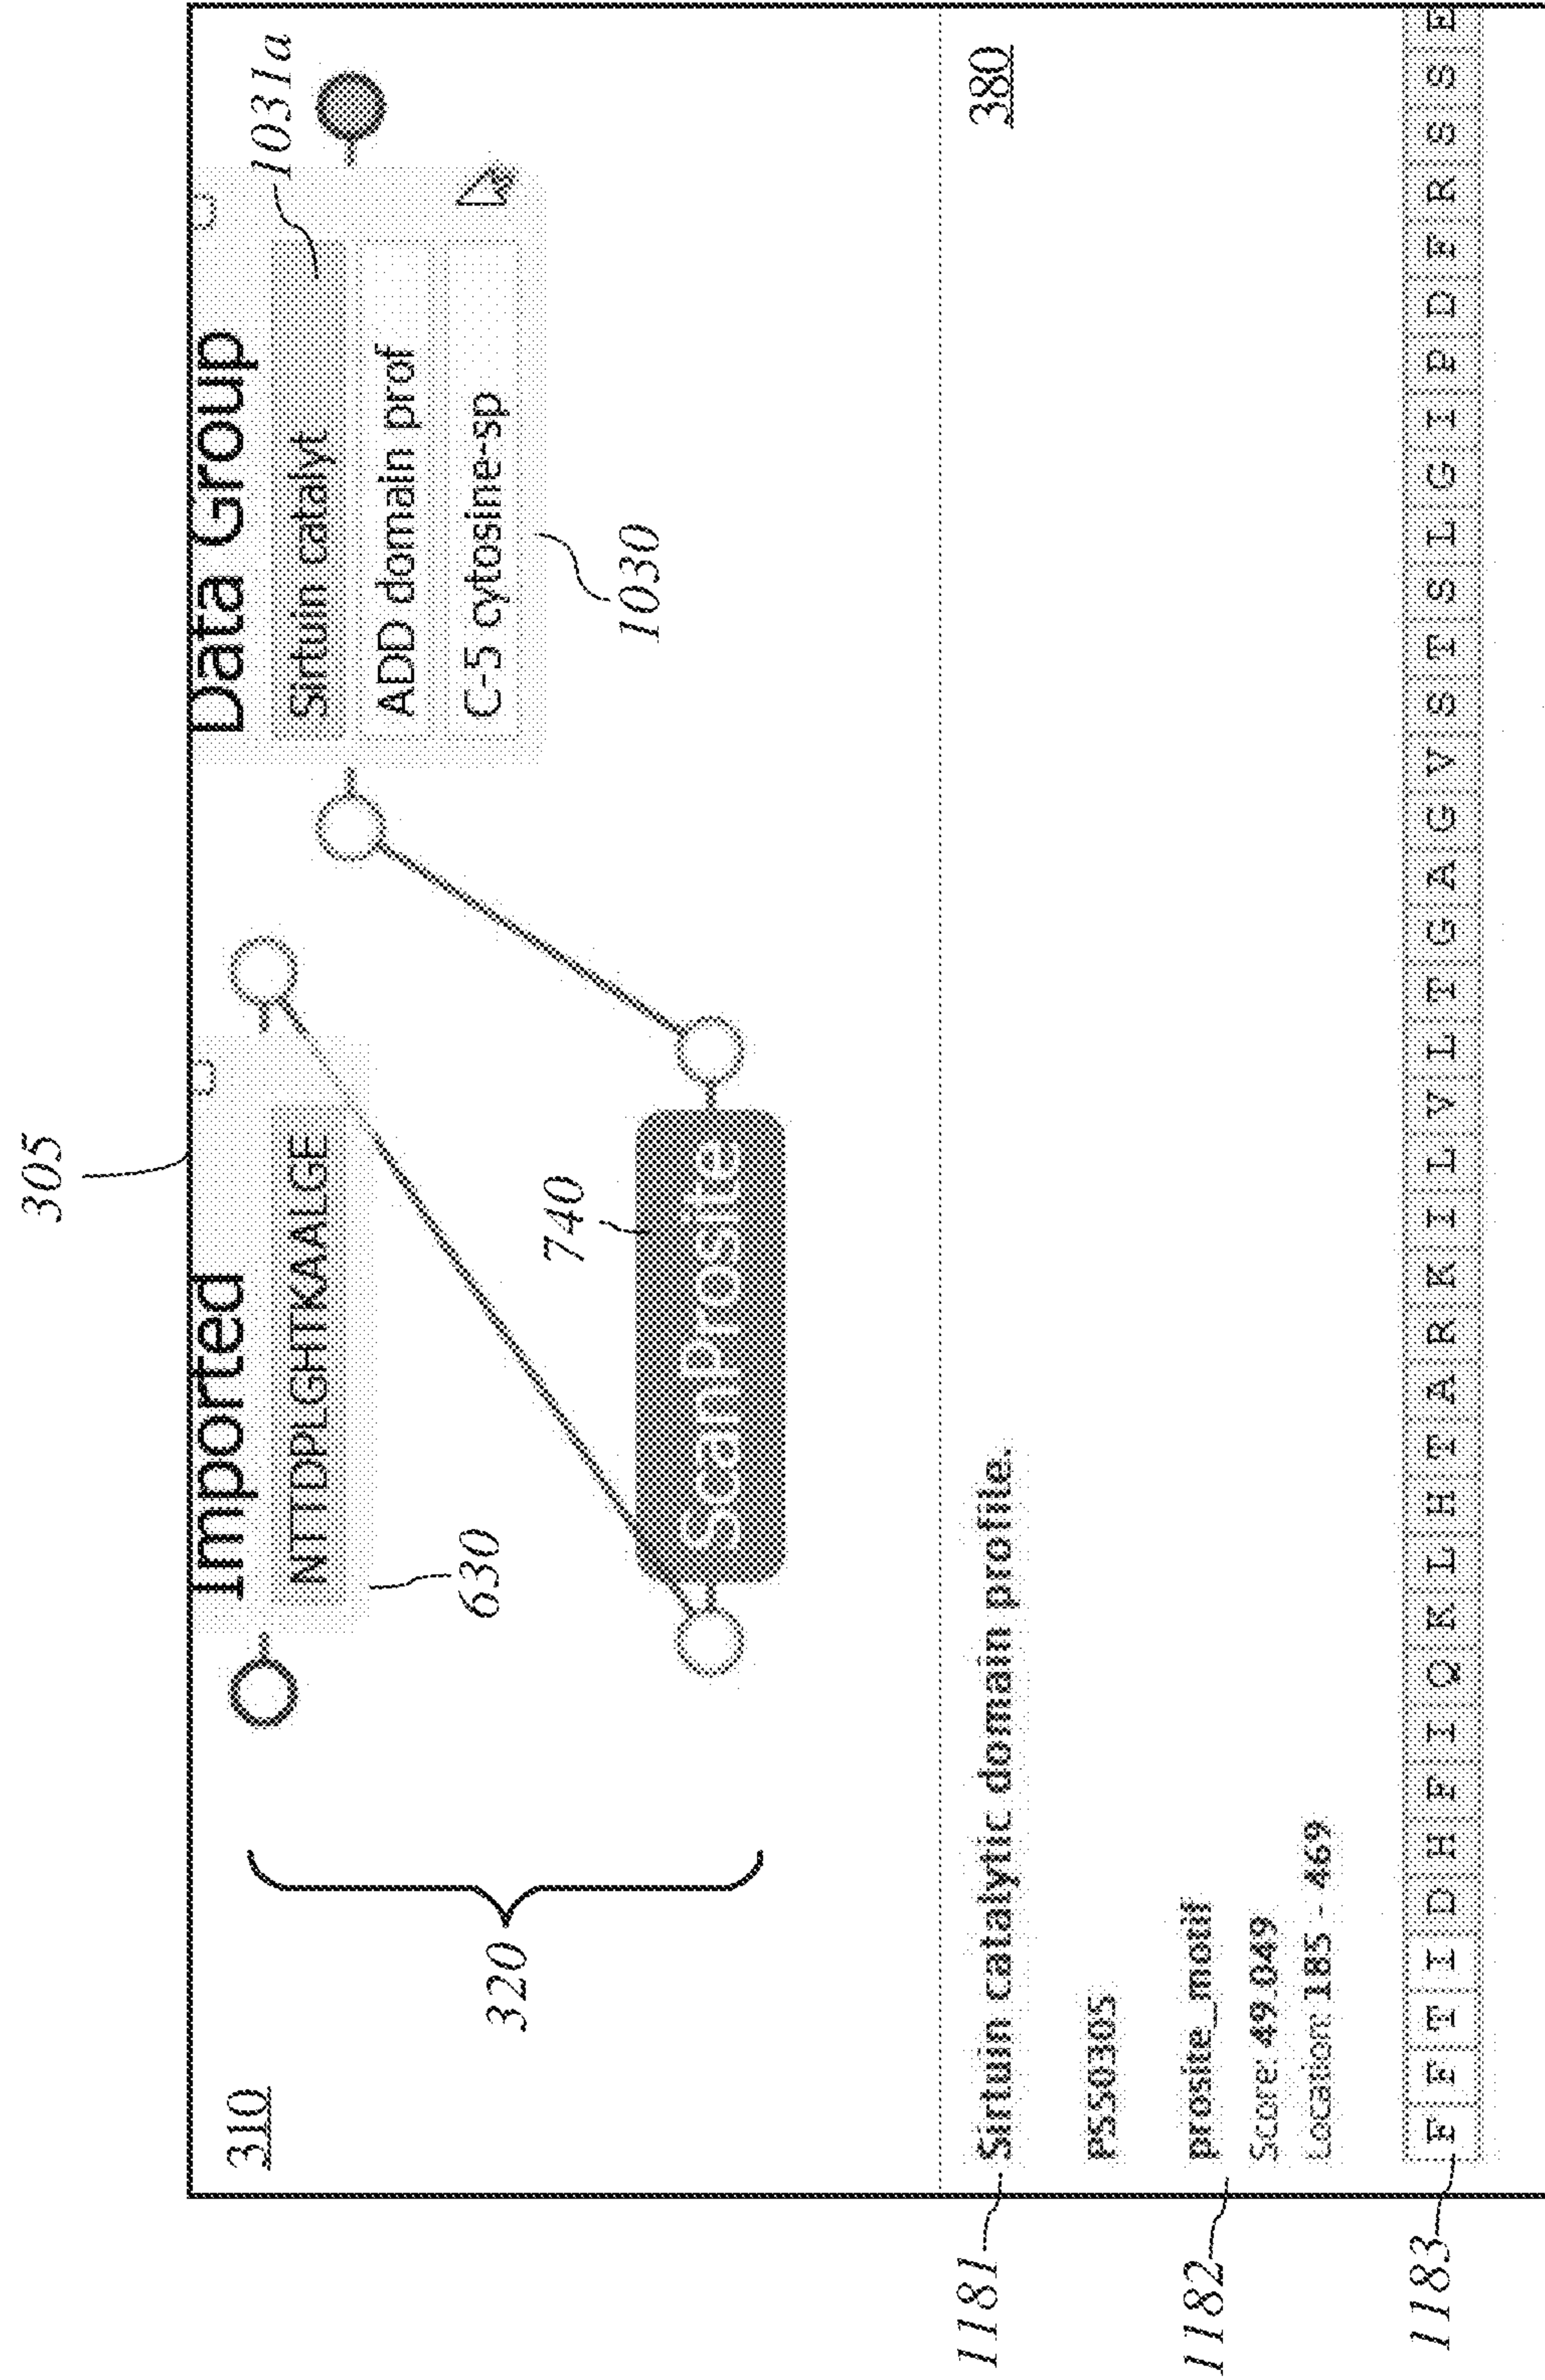 305
310
Imported
NTTDPLGHTKAALGE
630
320
740
ScanProsite
Data Group
1031a
Sirtuin catalyt
ADD domain prof
C-5 cytosine-sp
1030
380
1181
Sirtuin catalytic domain profile.
PS50305
1182
prosite_motif
Score: 49.049
Location: 185 - 469
1183
F F T I D H F I Q K L H T A R K I L V L T G A G V S T S L G I P D F R S S E